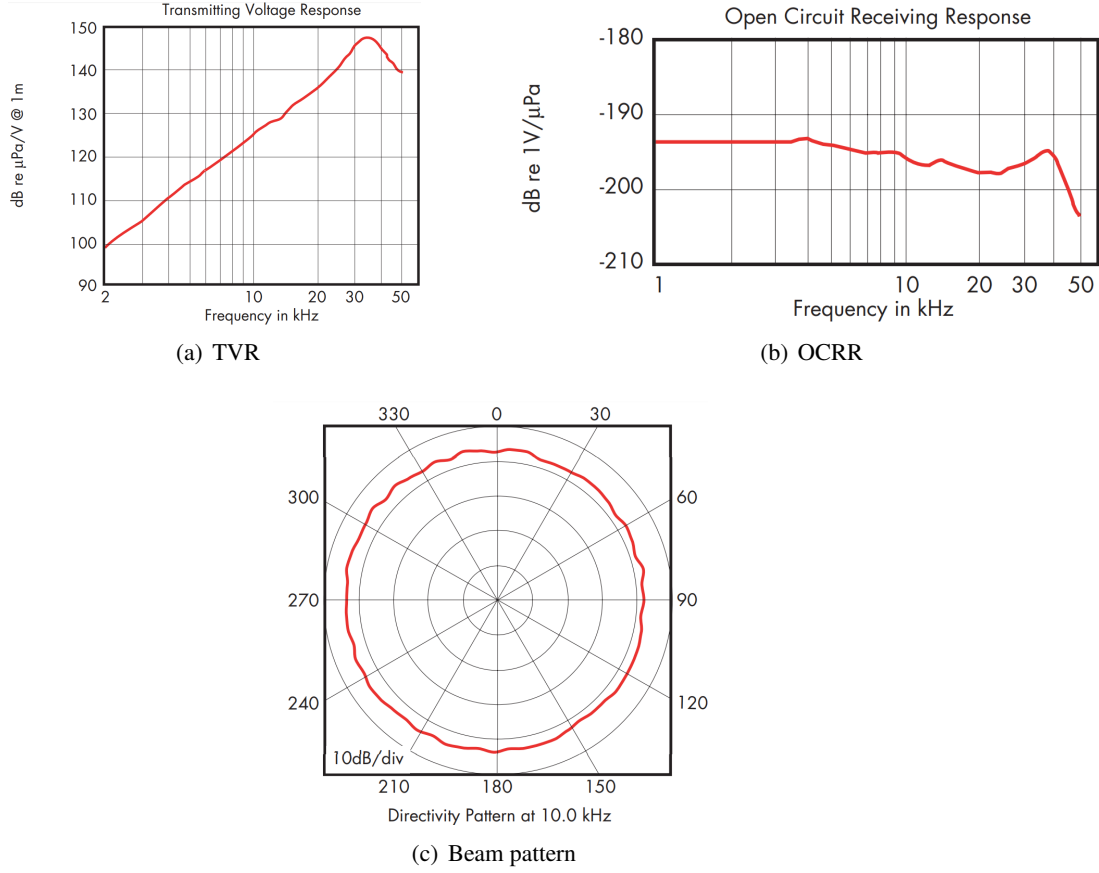 Transmitting Voltage Response
dB re µPa/V @ 1m
150
140
130
120
110
100
90
2 10 20 30 50
Frequency in kHz
(a) TVR
Open Circuit Receiving Response
dB re 1V/µPa
-180
-190
-200
-210
1 10 20 30 50
Frequency in kHz
(b) OCRR
330 0 30
300 60
270 90
240 120
10dB/div
210 180 150
Directivity Pattern at 10.0 kHz
(c) Beam pattern